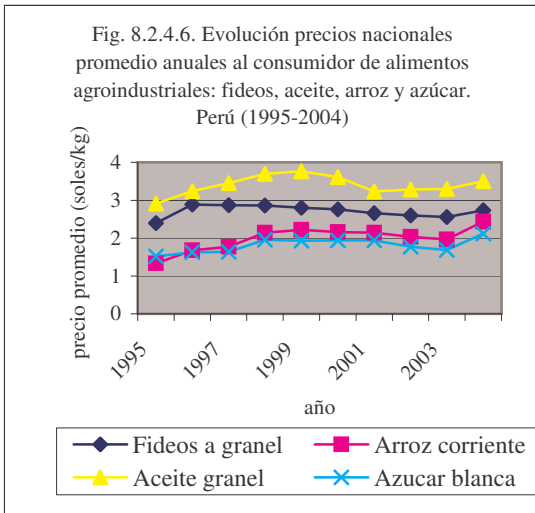 Fig. 8.2.4.6. Evolución precios nacionales
promedio anuales al consumidor de alimentos
agroindustriales: fideos, aceite, arroz y azúcar.
Perú (1995-2004)
precio promedio (soles/kg)
4
3
2
1
0
1995
1997
1999
2001
2003
año
Fideos a granel
Arroz corriente
Aceite granel
Azucar blanca